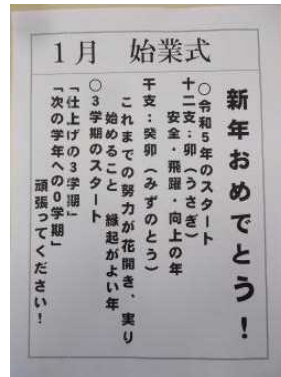 1月　始業式
新年おめでとう！
○令和5年のスタート
十二支：卯（うさぎ）
安全・飛躍・向上の年
干支：癸卯（みずのとう）
これまでの努力が花開き、実り
始めること　縁起がよい年
○3学期のスタート
「仕上げの3学期」
「次の学年への0学期」
頑張ってください！